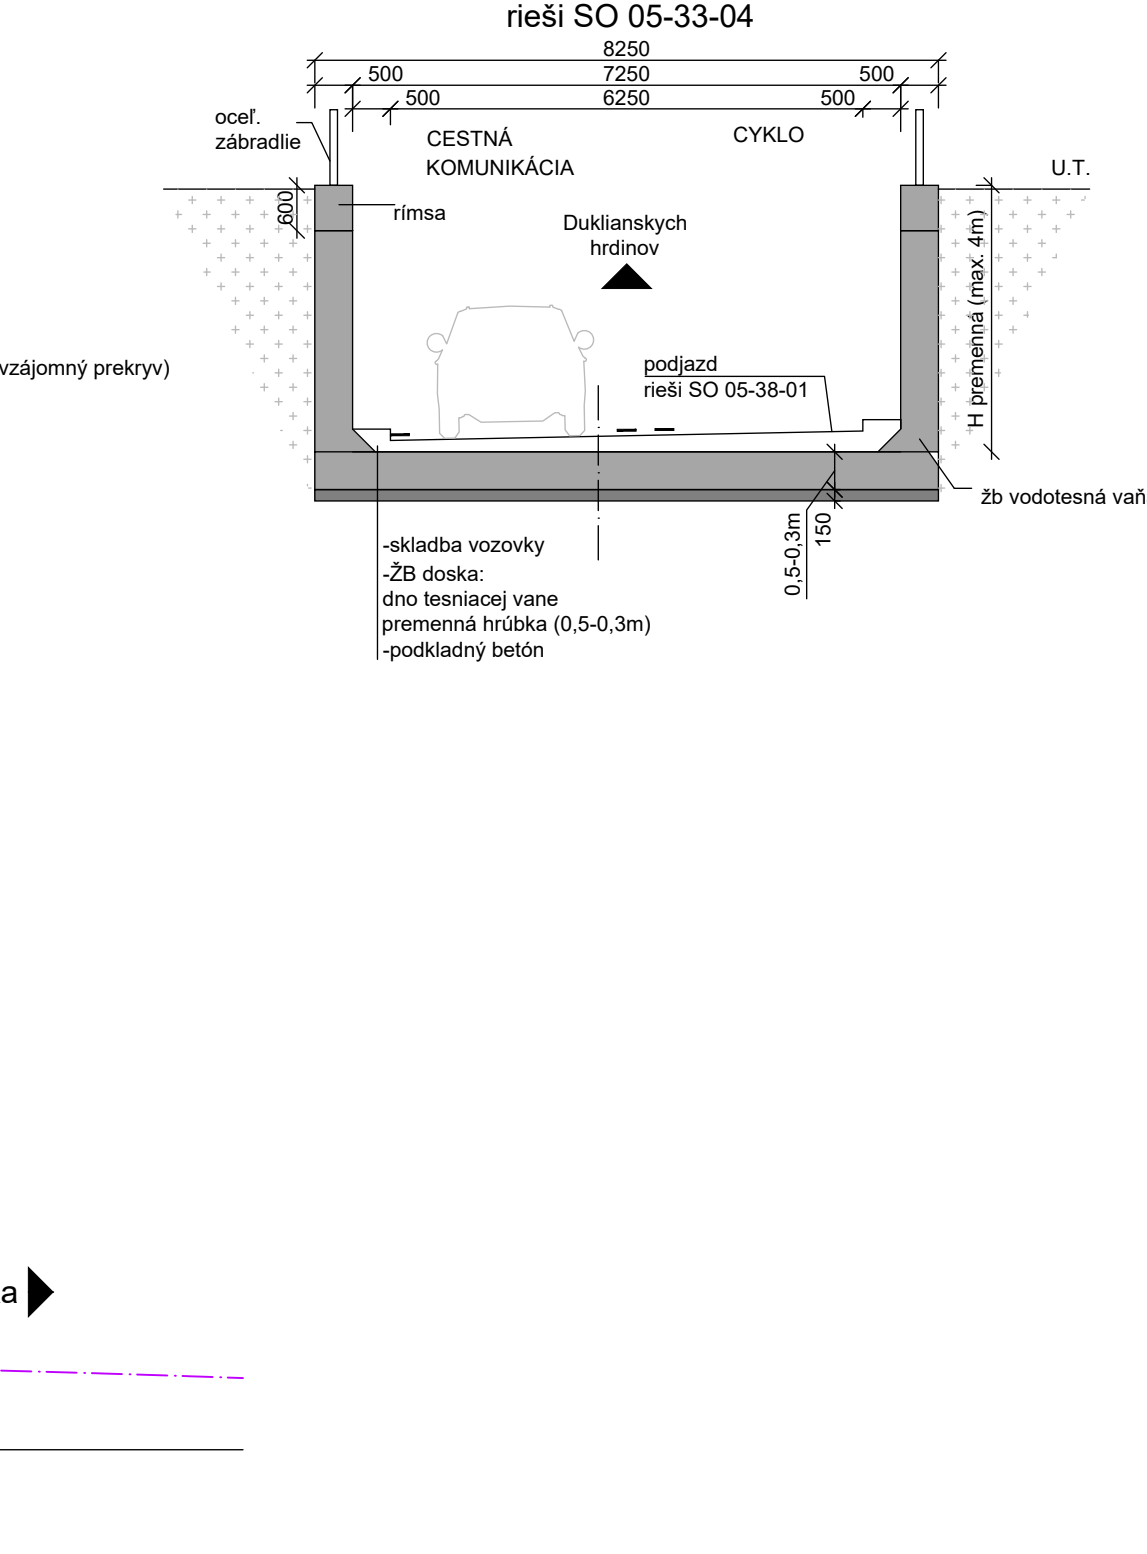 rieši SO 05-33-04
8250
500 7250 500
500 6250 500
oceľ.
zábradlie
CESTNÁ
KOMUNIKÁCIA
CYKLO
U.T.
600
rímsa
Duklianskych
hrdinov
H premenná (max. 4m)
vzájomný prekryv)
podjazd
rieši SO 05-38-01
žb vodotesná vaň
0,5-0,3m
150
-skladba vozovky
-ŽB doska:
dno tesniacej vane
premenná hrúbka (0,5-0,3m)
-podkladný betón
a